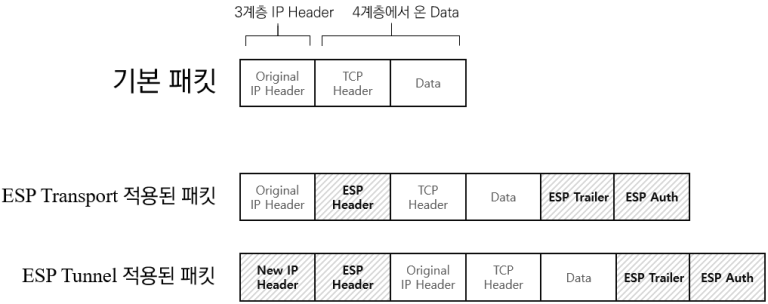 3계층 IP Header 4계층에서 온 Data
기본 패킷
Original
IP Header
TCP
Header
Data
ESP Transport 적용된 패킷
Original
IP Header
ESP
Header
TCP
Header
Data
ESP Trailer
ESP Auth
ESP Tunnel 적용된 패킷
New IP
Header
ESP
Header
Original
IP Header
TCP
Header
Data
ESP Trailer
ESP Auth